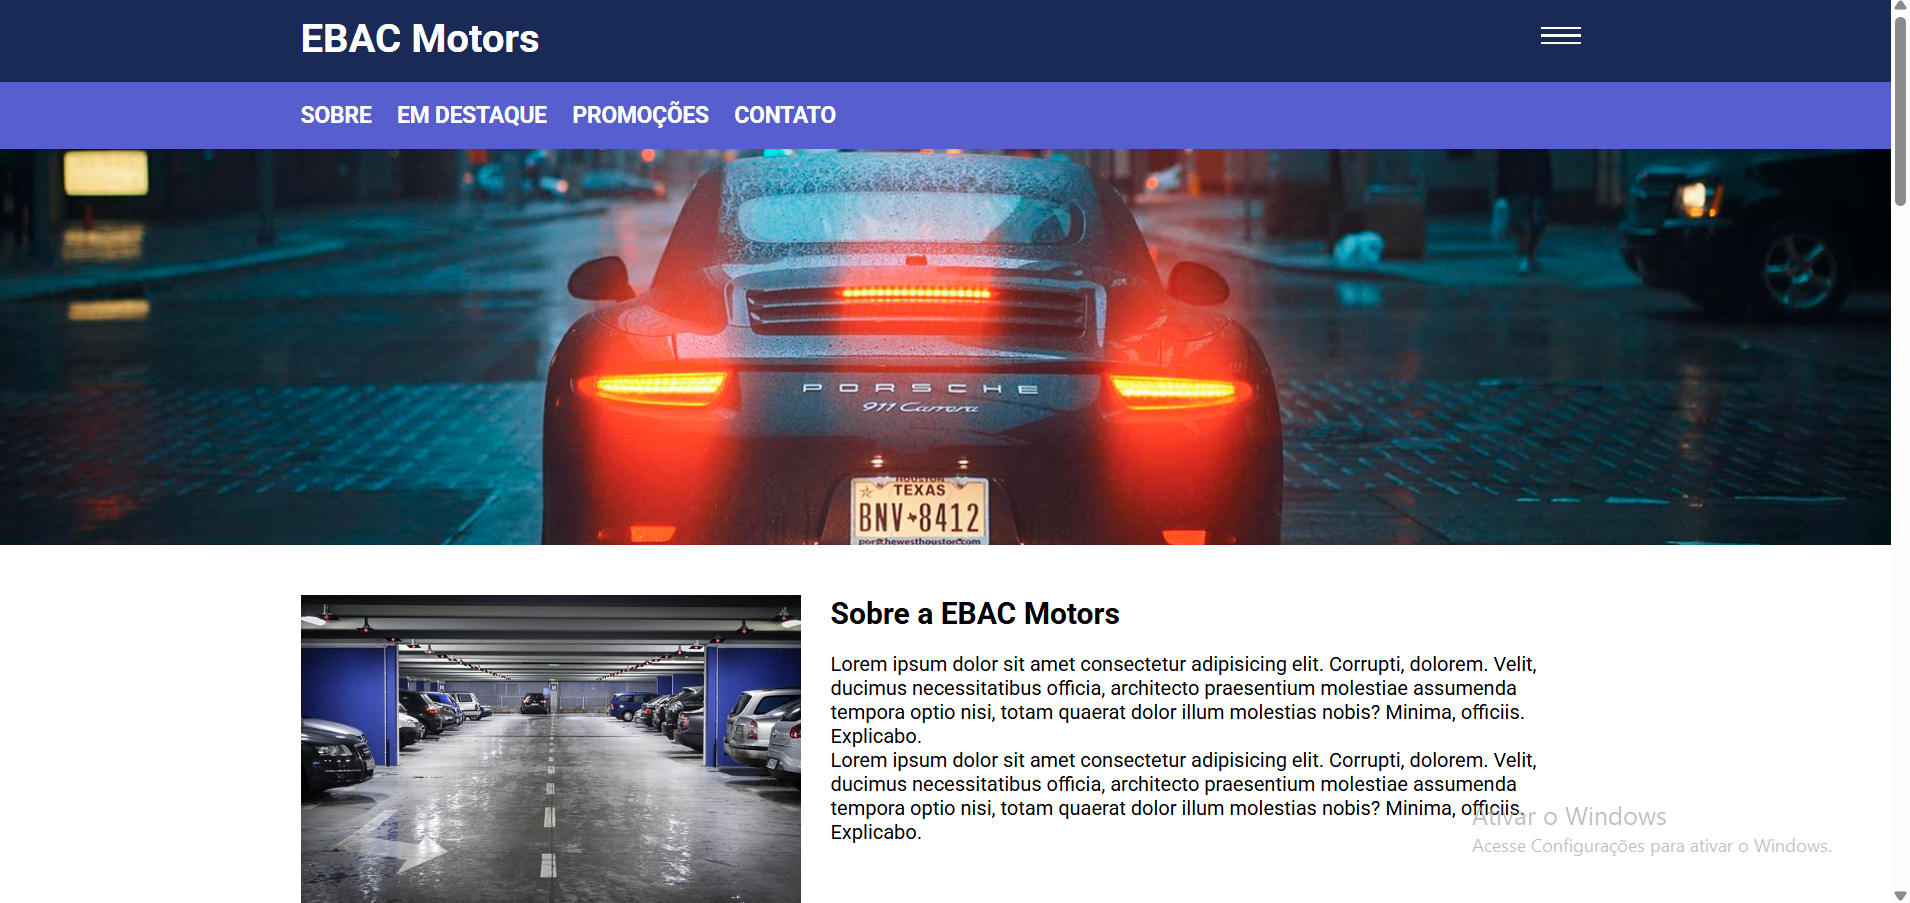 EBAC Motors
SOBRE EM DESTAQUE PROMOÇÕES CONTATO
PORSCHE
911 Carrera
HOUSTON
TEXAS
BNV 8412
porschewesthouston.com
Sobre a EBAC Motors
Lorem ipsum dolor sit amet consectetur adipisicing elit. Corrupti, dolorem. Velit,
ducimus necessitatibus officia, architecto praesentium molestiae assumenda
tempora optio nisi, totam quaerat dolor illum molestias nobis? Minima, officiis.
Explicabo.
Lorem ipsum dolor sit amet consectetur adipisicing elit. Corrupti, dolorem. Velit,
ducimus necessitatibus officia, architecto praesentium molestiae assumenda
tempora optio nisi, totam quaerat dolor illum molestias nobis? Minima, officiis.
Explicabo.
Ativar o Windows
Acesse Configurações para ativar o Windows.